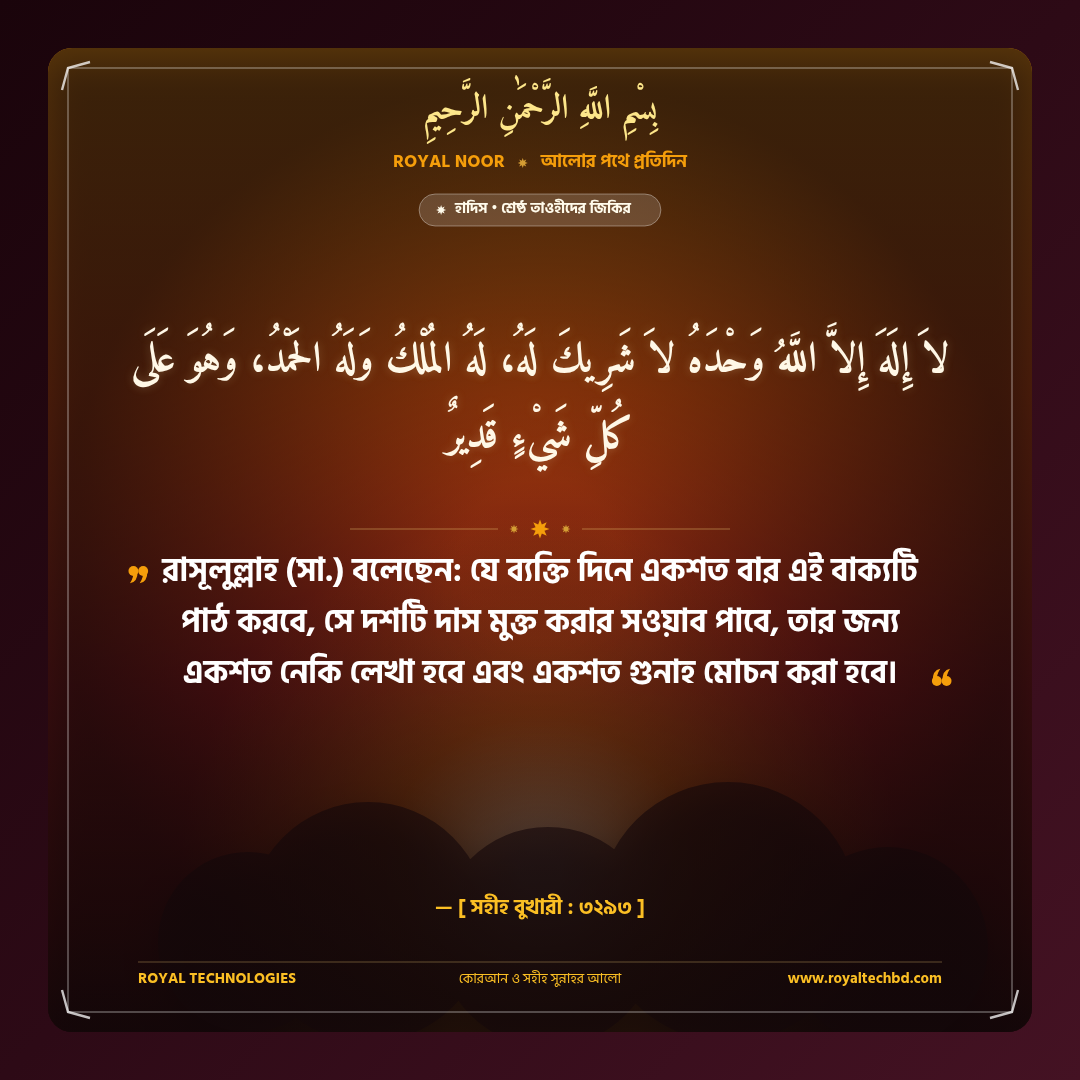 بِسْمِ اللَّهِ الرَّحْمَٰنِ الرَّحِيمِ
ROYAL NOOR ✷ আলোর পথে প্রতিদিন
✷ হাদিস • শ্রেষ্ঠ তাওহীদের জিকির
لاَ إِلَهَ إِلاَّ اللَّهُ وَحْدَهُ لاَ شَرِيكَ لَهُ، لَهُ المُلْكُ وَلَهُ الحَمْدُ، وَهُوَ عَلَى
كُلِّ شَيْءٍ قَدِيرٌ
❞ রাসূলুল্লাহ (সা.) বলেছেন: যে ব্যক্তি দিনে একশত বার এই বাক্যটি
পাঠ করবে, সে দশটি দাস মুক্ত করার সওয়াব পাবে, তার জন্য
একশত নেকি লেখা হবে এবং একশত গুনাহ মোচন করা হবে। ❝
— [ সহীহ বুখারী : ৩২৯৩ ]
ROYAL TECHNOLOGIES কোরআন ও সহীহ সুন্নাহর আলো www.royaltechbd.com